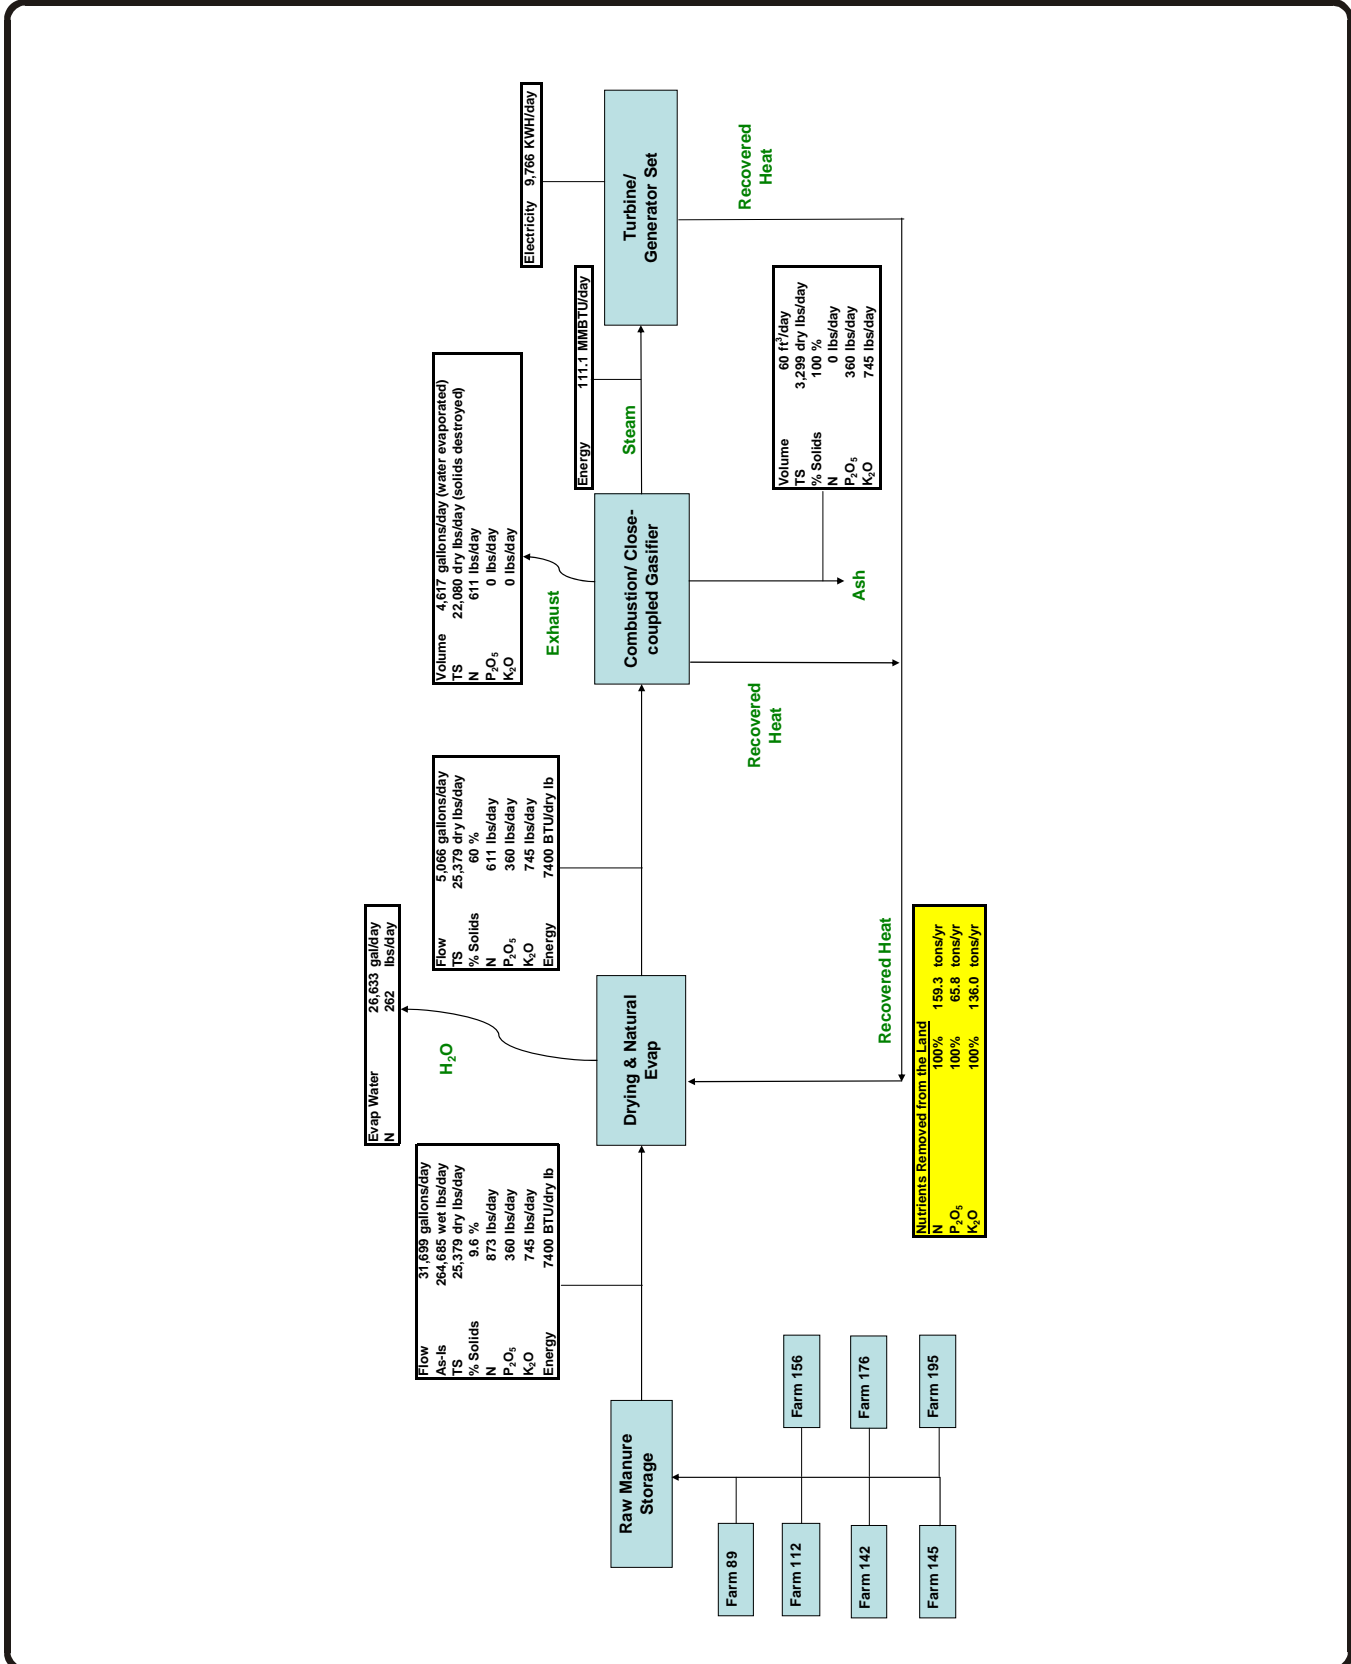 Farm 89
Farm 112
Farm 142
Farm 145
Farm 156
Farm 176
Farm 195
Raw Manure
Storage
Flow 31,699 gallons/day
As-Is 264,685 wet lbs/day
TS 25,379 dry lbs/day
% Solids 9.6 %
N 873 lbs/day
P₂O₅ 360 lbs/day
K₂O 745 lbs/day
Energy 7400 BTU/dry lb
Drying & Natural
Evap
H₂O
Evap Water 26,633 gal/day
N 262 lbs/day
Flow 5,066 gallons/day
TS 25,379 dry lbs/day
% Solids 60 %
N 611 lbs/day
P₂O₅ 360 lbs/day
K₂O 745 lbs/day
Energy 7400 BTU/dry lb
Combustion/ Close-
coupled Gasifier
Exhaust
Volume 4,617 gallons/day (water evaporated)
TS 22,080 dry lbs/day (solids destroyed)
N 611 lbs/day
P₂O₅ 0 lbs/day
K₂O 0 lbs/day
Steam
Energy 111.1 MMBTU/day
Turbine/
Generator Set
Electricity 9,766 KWH/day
Recovered
Heat
Ash
Volume 60 ft³/day
TS 3,299 dry lbs/day
% Solids 100 %
N 0 lbs/day
P₂O₅ 360 lbs/day
K₂O 745 lbs/day
Recovered
Heat
Recovered Heat
Nutrients Removed from the Land
N 100% 159.3 tons/yr
P₂O₅ 100% 65.8 tons/yr
K₂O 100% 136.0 tons/yr